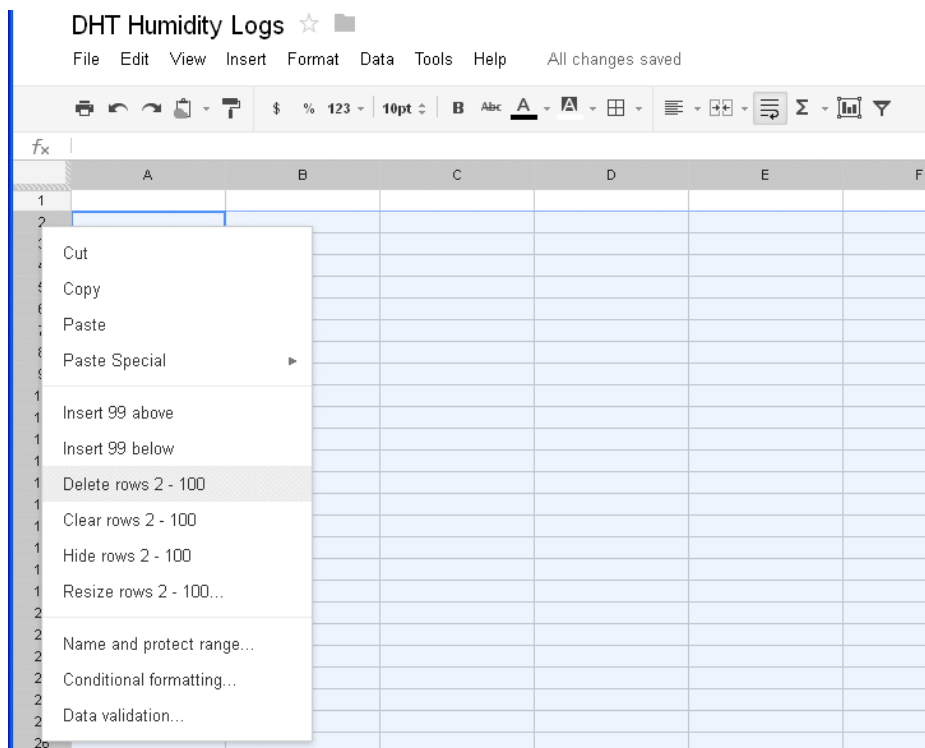 DHT Humidity Logs
File Edit View Insert Format Data Tools Help All changes saved
$ % 123 10pt B Abc A A Σ
fx
A B C D E F
1
2
Cut
Copy
Paste
Paste Special
Insert 99 above
Insert 99 below
Delete rows 2 - 100
Clear rows 2 - 100
Hide rows 2 - 100
Resize rows 2 - 100...
Name and protect range...
Conditional formatting...
Data validation...
26